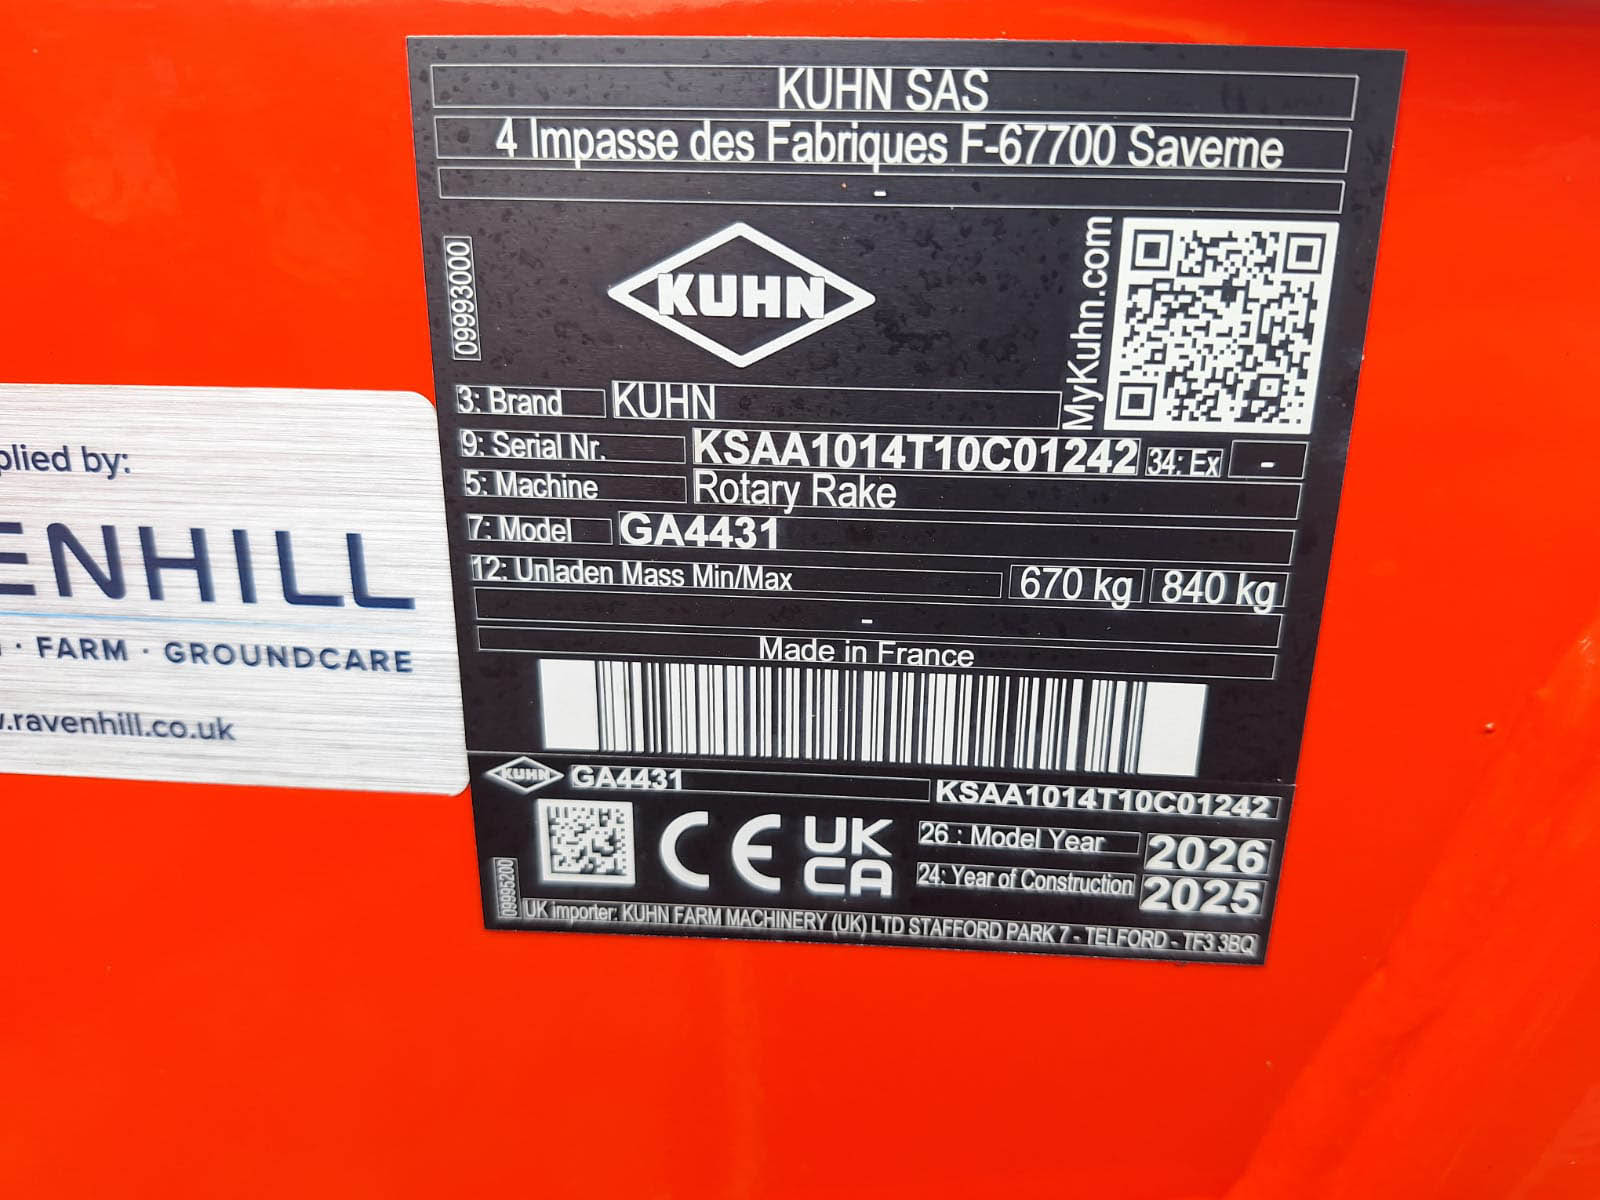 KUHN SAS
4 Impasse des Fabriques F-67700 Saverne
-
09993000
KUHN
MyKuhn.com
3: Brand KUHN
9: Serial Nr. KSAA1014T10C01242 34: Ex -
5: Machine Rotary Rake
7: Model GA4431
12: Unladen Mass Min/Max 670 kg 840 kg
-
Made in France
KUHN GA4431 KSAA1014T10C01242
09995200
CE UK CA
26 : Model Year 2026
24: Year of Construction 2025
UK importer: KUHN FARM MACHINERY (UK) LTD STAFFORD PARK 7 - TELFORD - TF3 3BQ
plied by:
ENHILL
· FARM · GROUNDCARE
.ravenhill.co.uk